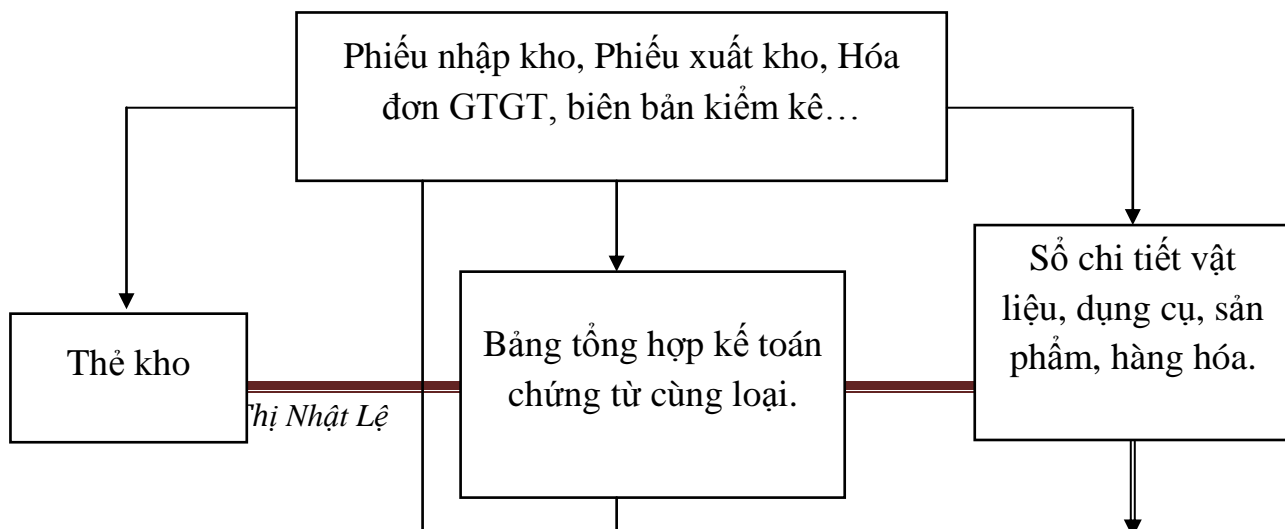 Phiếu nhập kho, Phiếu xuất kho, Hóa
đơn GTGT, biên bản kiểm kê…
Sổ chi tiết vật
liệu, dụng cụ, sản
phẩm, hàng hóa.
Bảng tổng hợp kế toán
chứng từ cùng loại.
Thẻ kho
Nhật Lệ